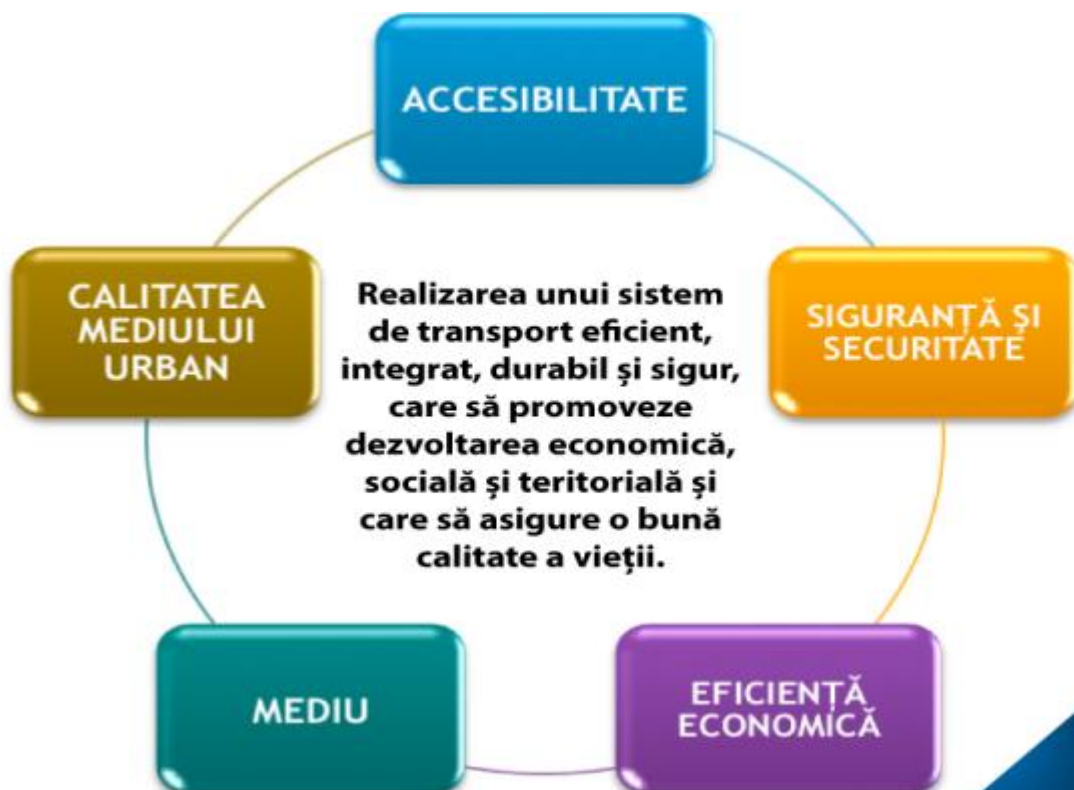 ACCESIBILITATE
CALITATEA
MEDIULUI
URBAN
Realizarea unui sistem
de transport eficient,
integrat, durabil și sigur,
care să promoveze
dezvoltarea economică,
socială și teritorială și
care să asigure o bună
calitate a vieții.
SIGURANȚĂ ȘI
SECURITATE
MEDIU
EFICIENȚĂ
ECONOMICĂ